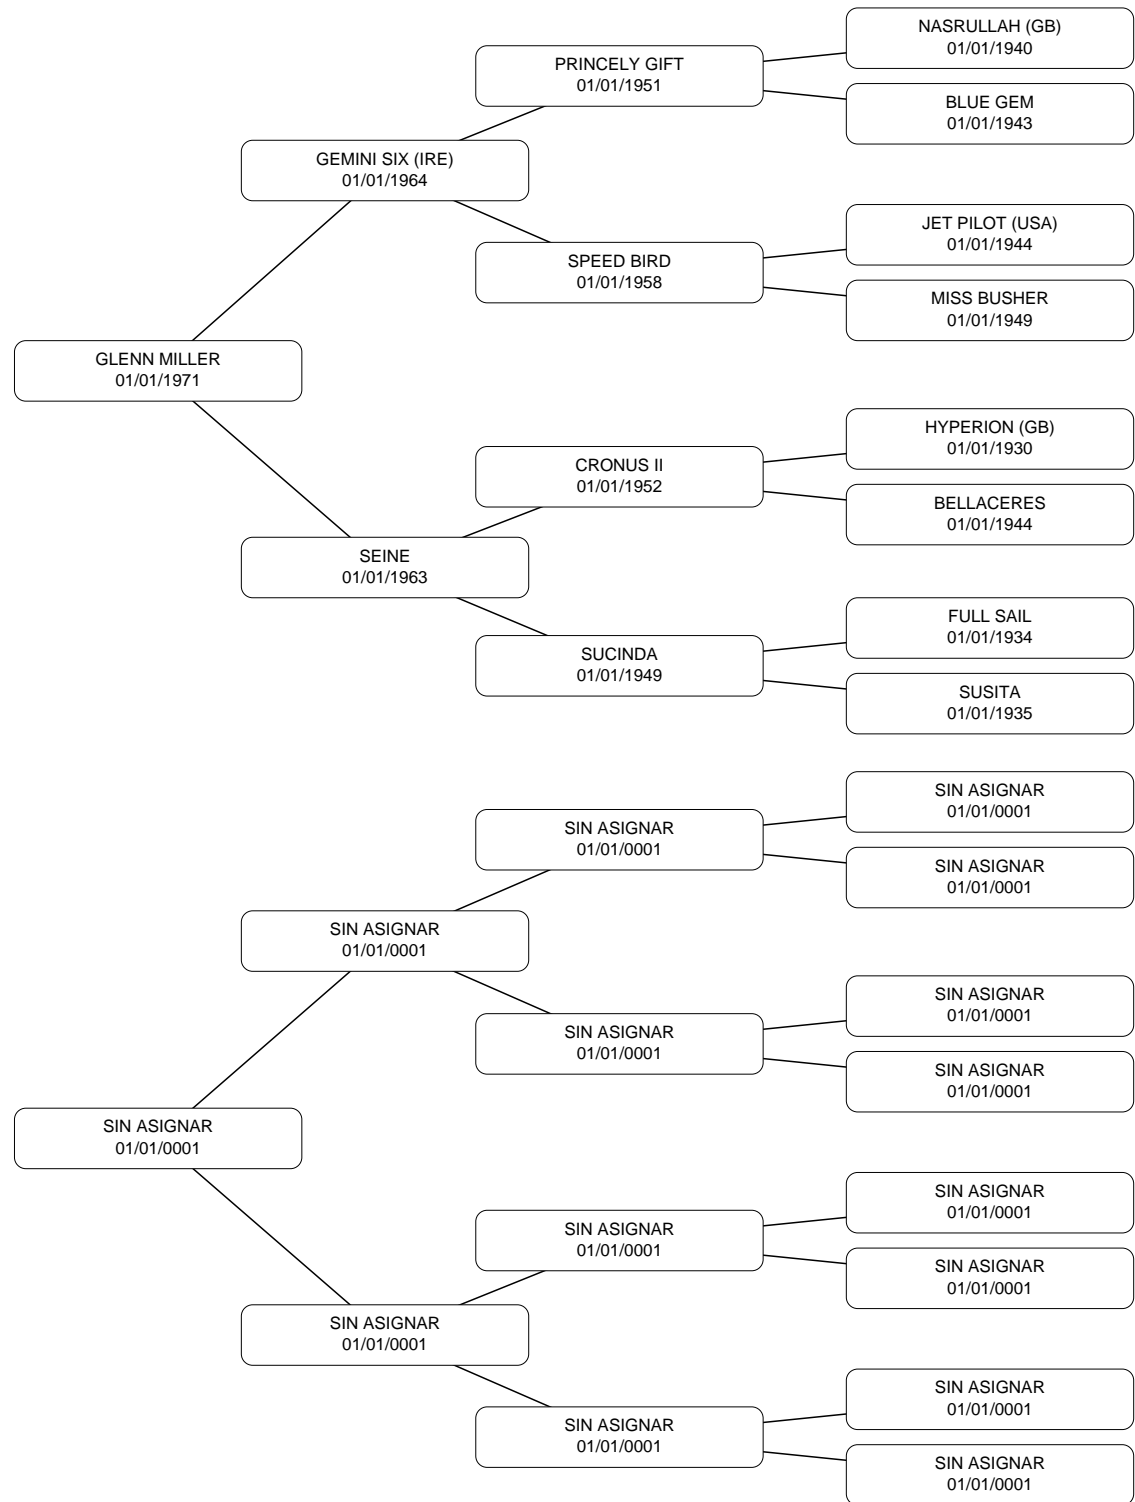 NASRULLAH (GB)
01/01/1940
PRINCELY GIFT
01/01/1951
BLUE GEM
01/01/1943
GEMINI SIX (IRE)
01/01/1964
JET PILOT (USA)
01/01/1944
SPEED BIRD
01/01/1958
MISS BUSHER
01/01/1949
GLENN MILLER
01/01/1971
HYPERION (GB)
01/01/1930
CRONUS II
01/01/1952
BELLACERES
01/01/1944
SEINE
01/01/1963
FULL SAIL
01/01/1934
SUCINDA
01/01/1949
SUSITA
01/01/1935
SIN ASIGNAR
01/01/0001
SIN ASIGNAR
01/01/0001
SIN ASIGNAR
01/01/0001
SIN ASIGNAR
01/01/0001
SIN ASIGNAR
01/01/0001
SIN ASIGNAR
01/01/0001
SIN ASIGNAR
01/01/0001
SIN ASIGNAR
01/01/0001
SIN ASIGNAR
01/01/0001
SIN ASIGNAR
01/01/0001
SIN ASIGNAR
01/01/0001
SIN ASIGNAR
01/01/0001
SIN ASIGNAR
01/01/0001
SIN ASIGNAR
01/01/0001
SIN ASIGNAR
01/01/0001